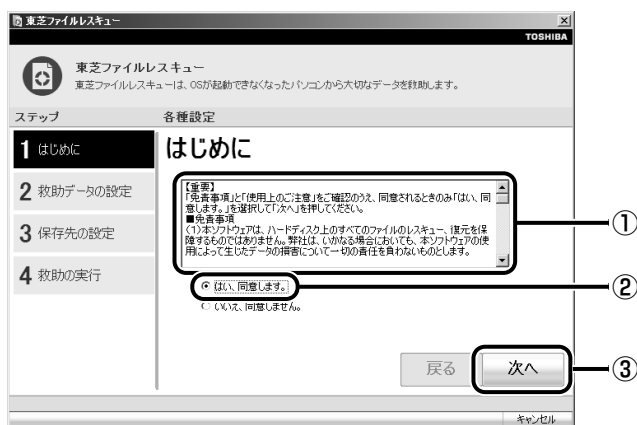 東芝ファイルレスキュー
TOSHIBA
東芝ファイルレスキュー
東芝ファイルレスキューは、OSが起動できなくなったパソコンから大切なデータを救助します。
ステップ
各種設定
1 はじめに
2 救助データの設定
3 保存先の設定
4 救助の実行
はじめに
【重要】
「免責事項」と「使用上のご注意」をご確認のうえ、同意されるときのみ「はい、同
意します。」を選択して「次へ」を押してください。
■免責事項
(1)本ソフトウェアは、ハードディスク上のすべてのファイルのレスキュー、復元を保
障するものではありません。弊社は、いかなる場合においても、本ソフトウェアの使
用によって生じたデータの損害について一切の責任を負わないものとします。
①
はい、同意します。
②
いいえ、同意しません。
戻る
次へ
③
キャンセル